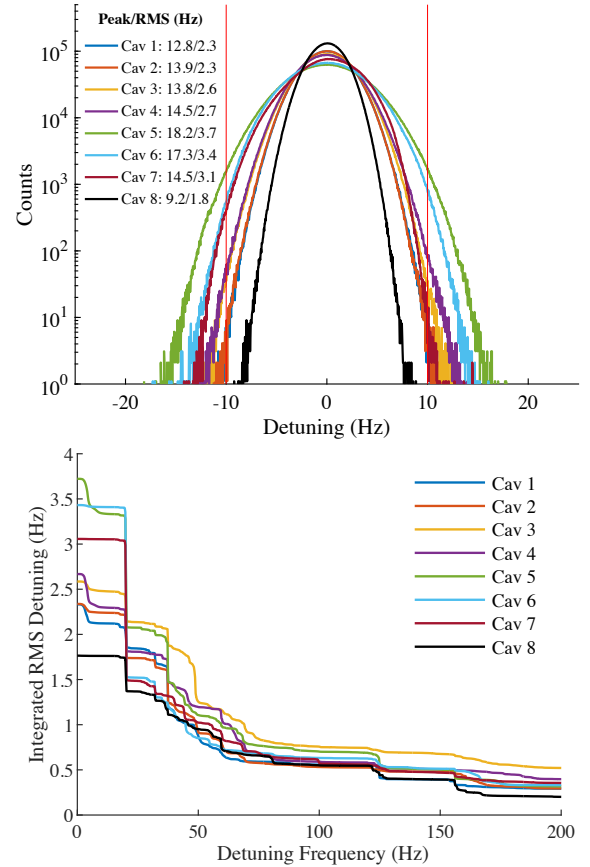 Peak/RMS (Hz)
Cav 1: 12.8/2.3
Cav 2: 13.9/2.3
Cav 3: 13.8/2.6
Cav 4: 14.5/2.7
Cav 5: 18.2/3.7
Cav 6: 17.3/3.4
Cav 7: 14.5/3.1
Cav 8: 9.2/1.8
Counts
10^5
10^4
10^3
10^2
10^1
10^0
-20 -10 0 10 20
Detuning (Hz)
Integrated RMS Detuning (Hz)
4
3.5
3
2.5
2
1.5
1
0.5
0
Cav 1
Cav 2
Cav 3
Cav 4
Cav 5
Cav 6
Cav 7
Cav 8
0 50 100 150 200
Detuning Frequency (Hz)